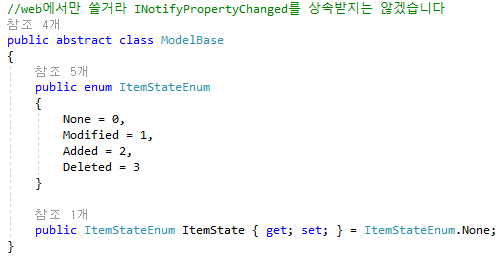 //web에서만 쓸거라 INotifyPropertyChanged를 상속받지는 않겠습니다
참조 4개
public abstract class ModelBase
{
참조 5개
public enum ItemStateEnum
{
None = 0,
Modified = 1,
Added = 2,
Deleted = 3
}
참조 1개
public ItemStateEnum ItemState { get; set; } = ItemStateEnum.None;
}